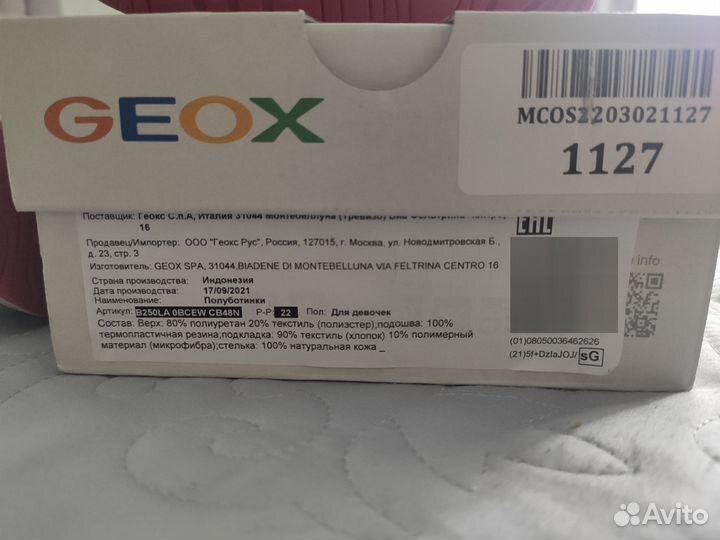 GEOX
MCOS2203021127
1127
Поставщик: Геокс С.п.А, Италия 31044 Монтебеллуна (Тревизо) Виа
16
Продавец/Импортер: ООО "Геокс Рус", Россия, 127015, г. Москва, ул. Новодмитровская Б.,
д. 23, стр. 3
Изготовитель: GEOX SPA, 31044,BIADENE DI MONTEBELLUNA VIA FELTRINA CENTRO 16
Страна производства: Индонезия
Дата производства: 17/09/2021
Наименование: Полуботинки
Артикул: B250LA 0BCEW CB48N Р-Р: 22 Пол: Для девочек
Состав: Верх: 80% полиуретан 20% текстиль (полиэстер);подошва: 100%
термопластичная резина;подкладка: 90% текстиль (хлопок) 10% полимерный
материал (микрофибра);стелька: 100% натуральная кожа _
EAC
info
(01)08050036462626
(21)5f+DzIaJOJ/ sG
Avito